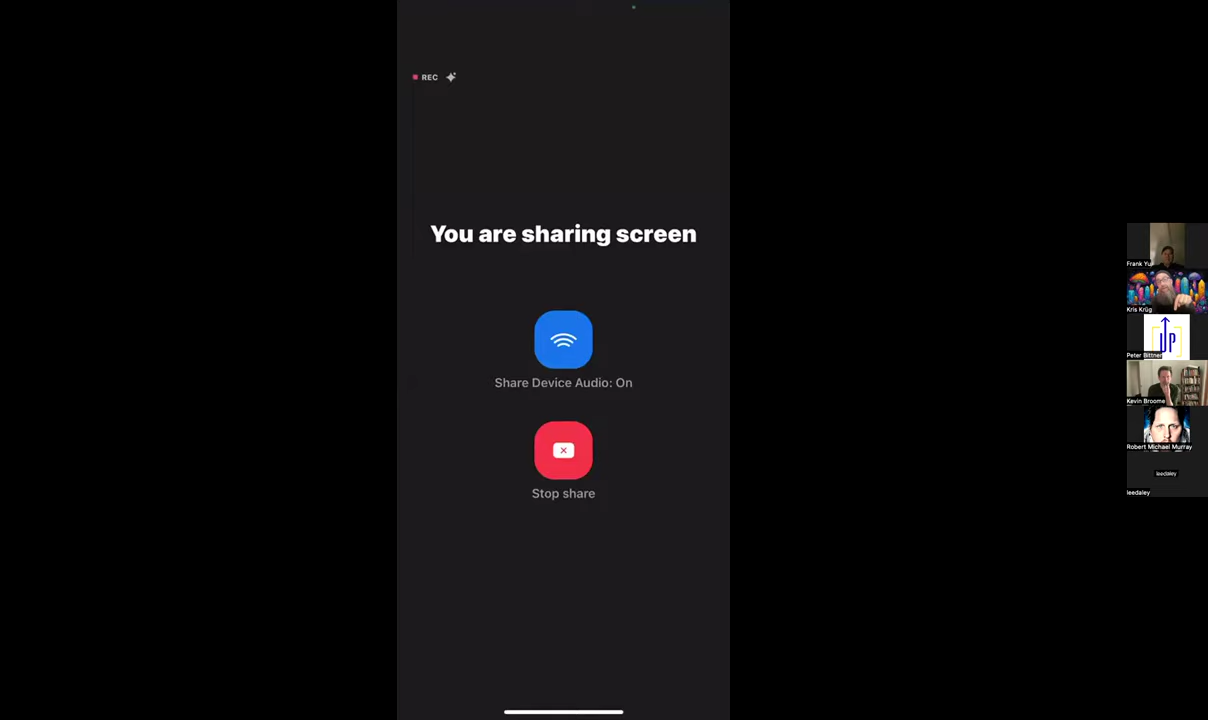 REC
You are sharing screen
Share Device Audio: On
Stop share
Frank Yu
Kris Krüg
UP
Peter Bittner
Kevin Broome
Robert Michael Murray
leedaley
leedaley